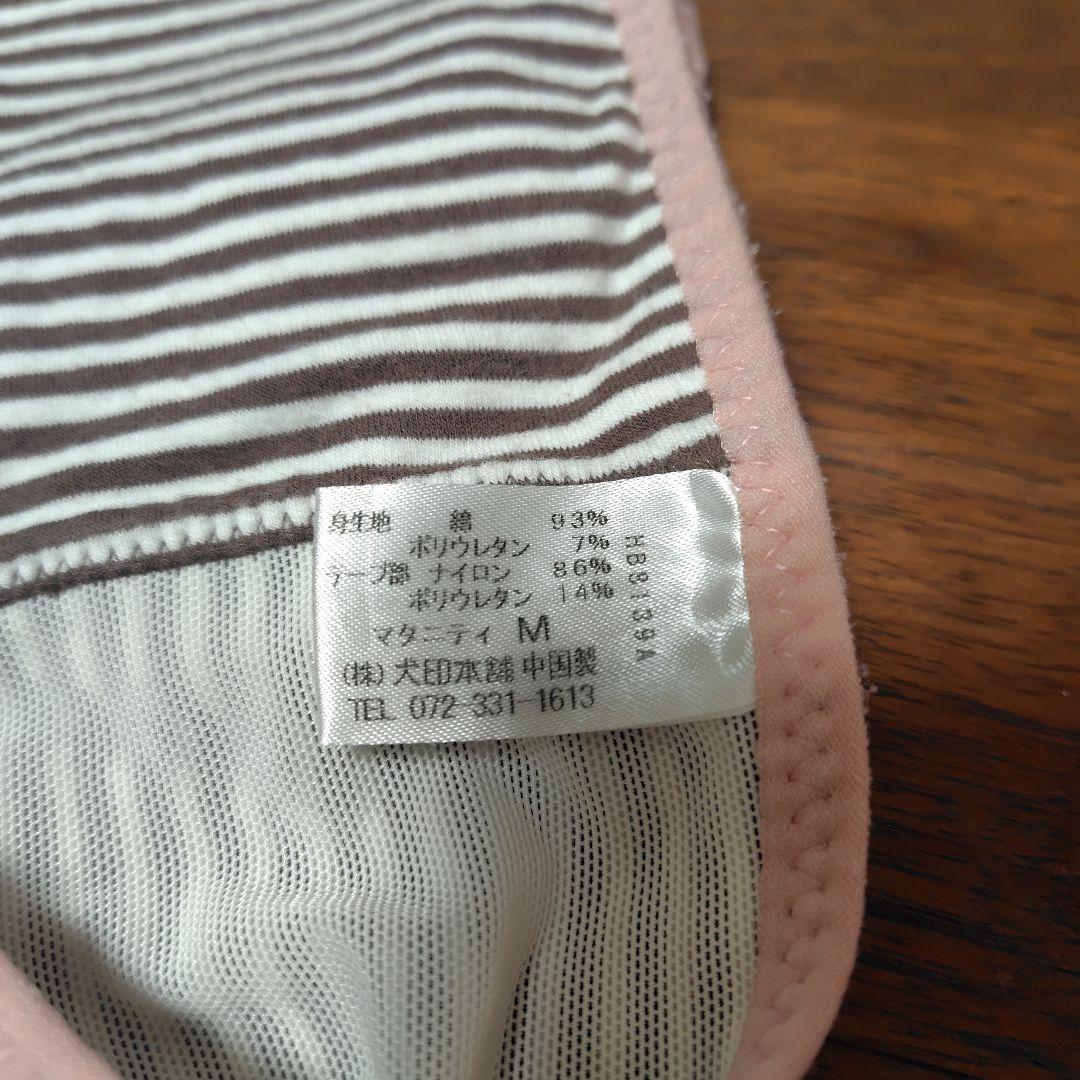 身生地 綿 93%
ポリウレタン 7%
テープ部 ナイロン 86%
ポリウレタン 14%
マタニティ M
(株)犬印本舗 中国製
TEL 072-331-1613
HB8139A